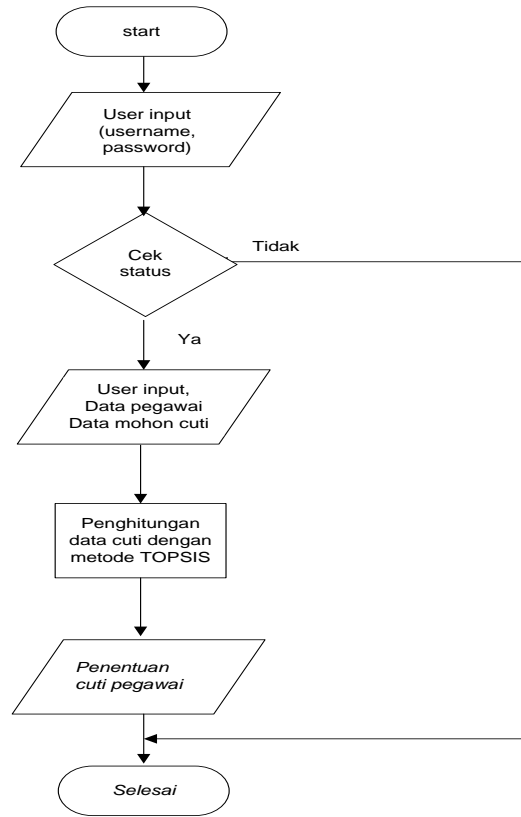 start
User input
(username,
password)
Cek
status
Tidak
Ya
User input,
Data pegawai
Data mohon cuti
Penghitungan
data cuti dengan
metode TOPSIS
Penentuan
cuti pegawai
Selesai